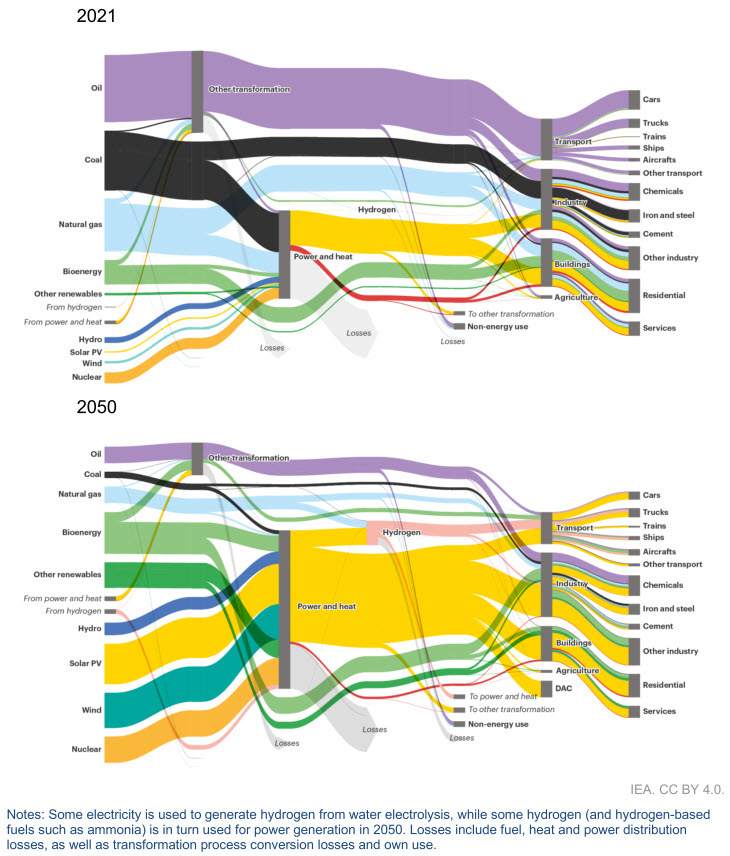 2021
Oil
Other transformation
Cars
Trucks
Transport
Trains
Coal
Ships
Aircrafts
Other transport
Chemicals
Natural gas
Industry
Hydrogen
Iron and steel
Cement
Power and heat
Other industry
Bioenergy
Buildings
Other renewables
Residential
Agriculture
From hydrogen
To other transformation
From power and heat
Non-energy use
Services
Losses
Hydro
Losses
Losses
Solar PV
Wind
Nuclear
2050
Oil
Other transformation
Coal
Natural gas
Cars
Trucks
Transport
Trains
Bioenergy
Hydrogen
Ships
Aircrafts
Other transport
Other renewables
Industry
Chemicals
From power and heat
Power and heat
Iron and steel
From hydrogen
Cement
Hydro
Buildings
Other industry
Solar PV
Agriculture
DAC
Residential
To power and heat
Wind
To other transformation
Services
Non-energy use
Losses
Losses
Losses
Nuclear
IEA. CC BY 4.0.
Notes: Some electricity is used to generate hydrogen from water electrolysis, while some hydrogen (and hydrogen-based
fuels such as ammonia) is in turn used for power generation in 2050. Losses include fuel, heat and power distribution
losses, as well as transformation process conversion losses and own use.